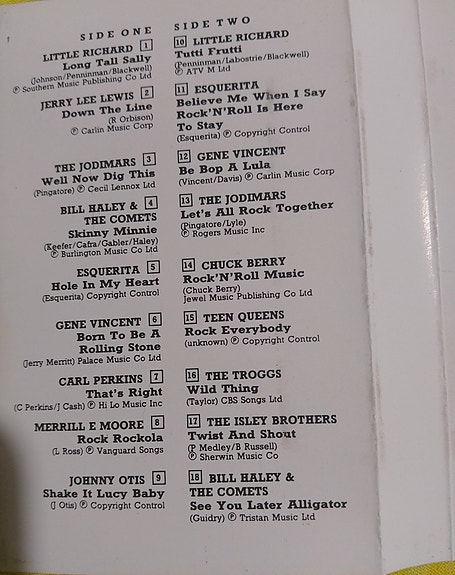 SIDE ONE
LITTLE RICHARD 1
Long Tall Sally
(Johnson/Penninman/Blackwell)
Ⓟ Southern Music Publishing Co Ltd
JERRY LEE LEWIS 2
Down The Line
(R Orbison)
Ⓟ Carlin Music Corp
THE JODIMARS 3
Well Now Dig This
(Pingatore) Ⓟ Cecil Lennox Ltd
BILL HALEY & 4
THE COMETS
Skinny Minnie
(Keefer/Cafra/Gabler/Haley)
Ⓟ Burlington Music Co Ltd
ESQUERITA 5
Hole In My Heart
(Esquerita) Copyright Control
GENE VINCENT 6
Born To Be A
Rolling Stone
(Jerry Merritt) Palace Music Co Ltd
CARL PERKINS 7
That's Right
(C Perkins/J Cash) Ⓟ Hi Lo Music Inc
MERRILL E MOORE 8
Rock Rockola
(L Ross) Ⓟ Vanguard Songs
JOHNNY OTIS 9
Shake It Lucy Baby
(J Otis) Ⓟ Copyright Control
SIDE TWO
10 LITTLE RICHARD
Tutti Frutti
(Penninman/Labostrie/Blackwell)
Ⓟ ATV M Ltd
11 ESQUERITA
Believe Me When I Say
Rock'N'Roll Is Here
To Stay
(Esquerita) Ⓟ Copyright Control
12 GENE VINCENT
Be Bop A Lula
(Vincent/Davis) Ⓟ Carlin Music Corp
13 THE JODIMARS
Let's All Rock Together
(Pingatore/Lyle)
Ⓟ Rogers Music Inc
14 CHUCK BERRY
Rock'N'Roll Music
(Chuck Berry)
Jewel Music Publishing Co Ltd
15 TEEN QUEENS
Rock Everybody
(unknown) Ⓟ Copyright Control
16 THE TROGGS
Wild Thing
(Taylor) CBS Songs Ltd
17 THE ISLEY BROTHERS
Twist And Shout
(P Medley/B Russell)
Ⓟ Sherwin Music Co
18 BILL HALEY &
THE COMETS
See You Later Alligator
(Guidry) Ⓟ Tristan Music Ltd